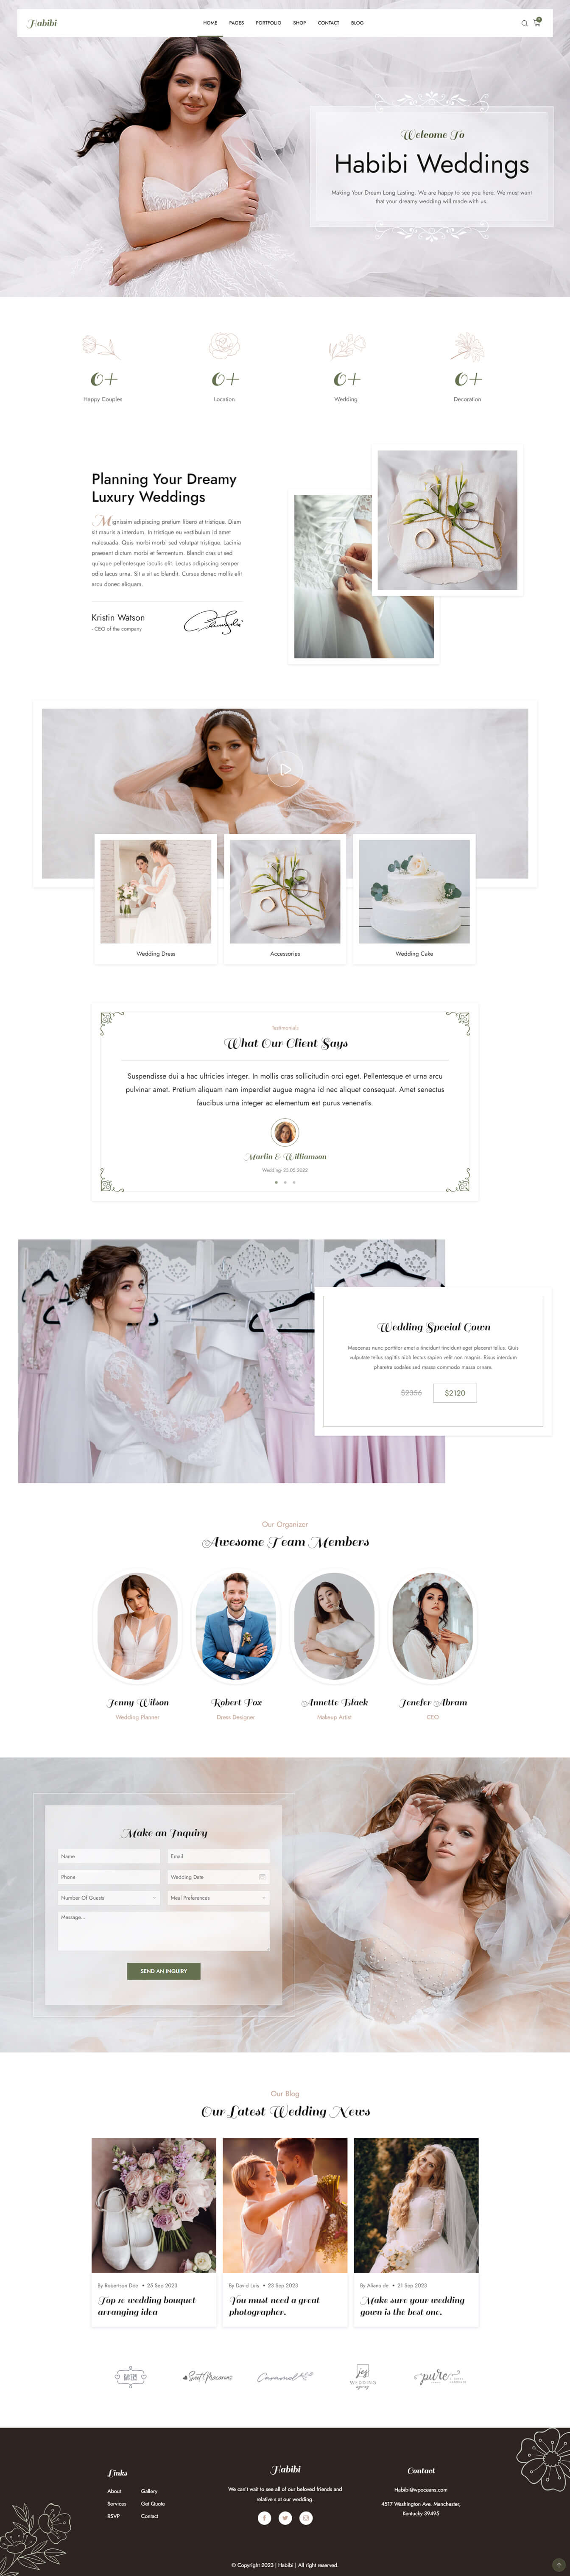 Habibi
HOME PAGES PORTFOLIO SHOP CONTACT BLOG
0
Welcome To
Habibi Weddings
Making Your Dream Long Lasting. We are happy to see you here. We must want
that your dreamy wedding will made with us.
0+ 0+ 0+ 0+
Happy Couples Location Wedding Decoration
Planning Your Dreamy
Luxury Weddings
Mignissim adipiscing pretium libero at tristique. Diam
sit mauris a interdum. In tristique eu vestibulum id amet
malesuada. Quis morbi morbi sed volutpat tristique. Lacinia
praesent dictum morbi et fermentum. Blandit cras ut sed
quisque pellentesque iaculis elit. Lectus adipiscing semper
odio lacus urna. Sit a sit ac blandit. Cursus donec mollis elit
arcu donec aliquam.
Kristin Watson
- CEO of the company
Wedding Dress
Accessories
Wedding Cake
Testimonials
What Our Client Says
Suspendisse dui a hac ultricies integer. In mollis cras sollicitudin orci eget. Pellentesque et urna arcu
pulvinar amet. Pretium aliquam nam imperdiet augue magna id nec aliquet consequat. Amet senectus
faucibus urna integer ac elementum est purus venenatis.
Marlin & Williamson
Wedding: 23.03.2023
Wedding Special Gown
Maecenas nunc porttitor amet a tincidunt tincidunt eget placerat tellus. Quis
vulputate tellus sagittis nibh lectus sapien velit non magnis. Risus interdum
pharetra sodales sed massa commodo massa ornare.
$2356 $2120
Our Organizer
Awesome Team Members
Jenny Wilson
Wedding Planner
Robert Fox
Dress Designer
Annette Black
Makeup Artist
Jenefer Abram
CEO
Make an Inquiry
Name Email
Phone Wedding Date
Number Of Guests Meal Preferences
Message...
SEND AN INQUIRY
Our Blog
Our Latest Wedding News
By Robertson Doe • 25 Sep 2023
Top 10 wedding bouquet
arranging idea
By David Luis • 23 Sep 2023
You must need a great
photographer.
By Aliana de • 21 Sep 2023
Make sure your wedding
gown is the best one.
BAKERY
Sweet Macarons
Caramel
jes
WEDDING
agency
pure
Links
About Gallery
Services Get Quote
RSVP Contact
Habibi
We can't wait to see all of our beloved friends and
relative s at our wedding.
Contact
Habibi@wpoceans.com
4517 Washington Ave. Manchester,
Kentucky 39495
© Copyright 2023 | Habibi | All right reserved.